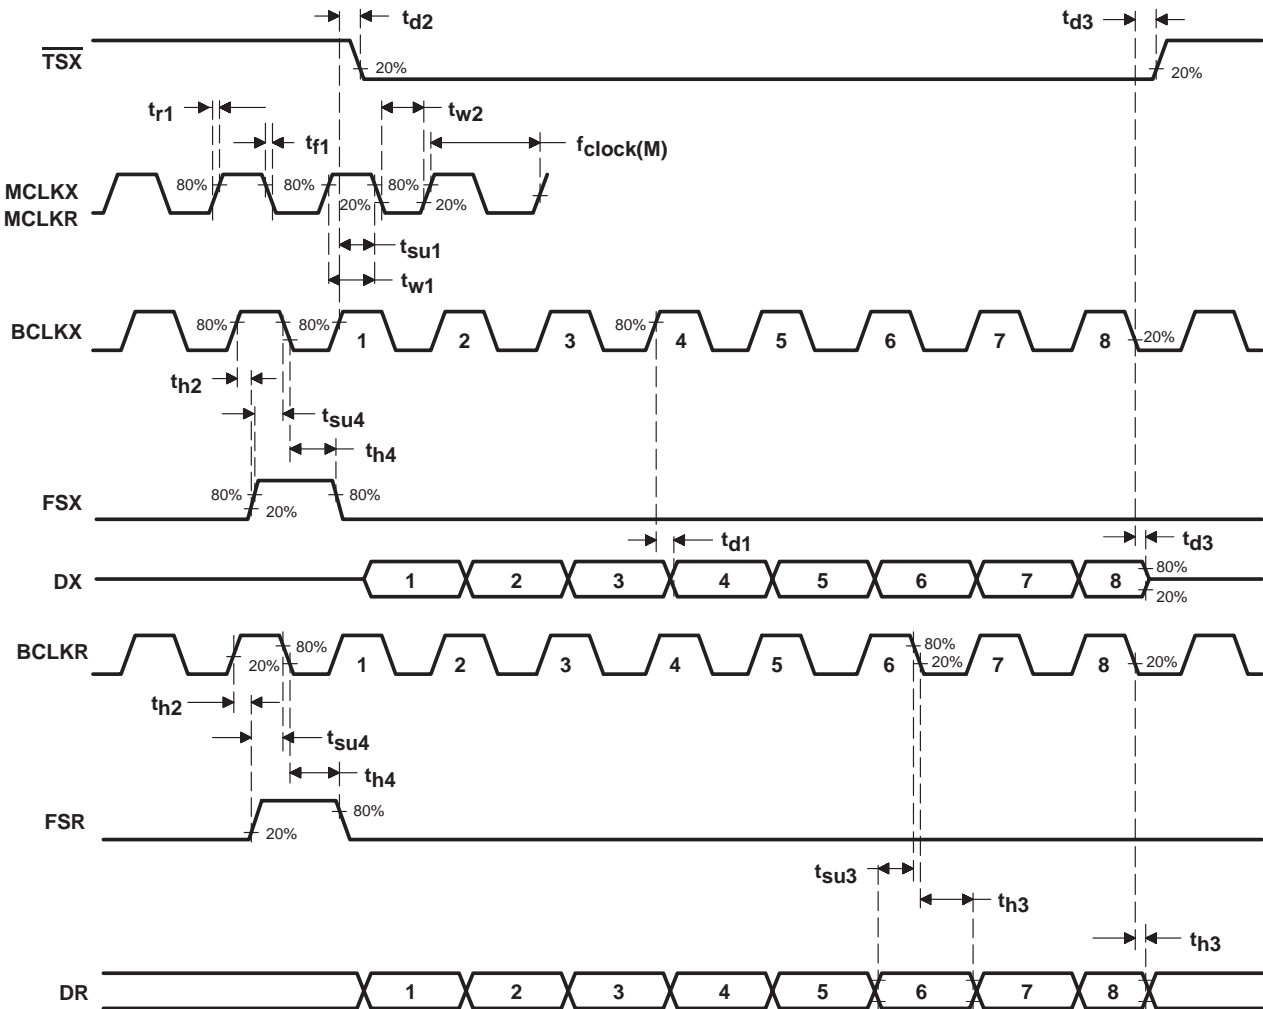 td2
td3
TSX
20%
20%
tr1
tf1
tw2
fclock(M)
MCLKX
MCLKR
80%
80%
80%
20%
20%
tsu1
tw1
BCLKX
80%
80%
80%
20%
1
2
3
4
5
6
7
8
th2
tsu4
th4
FSX
80%
20%
80%
td1
td3
DX
1
2
3
4
5
6
7
8
80%
20%
BCLKR
20%
80%
80%
20%
20%
1
2
3
4
5
6
7
8
th2
tsu4
th4
FSR
20%
80%
tsu3
th3
th3
DR
1
2
3
4
5
6
7
8